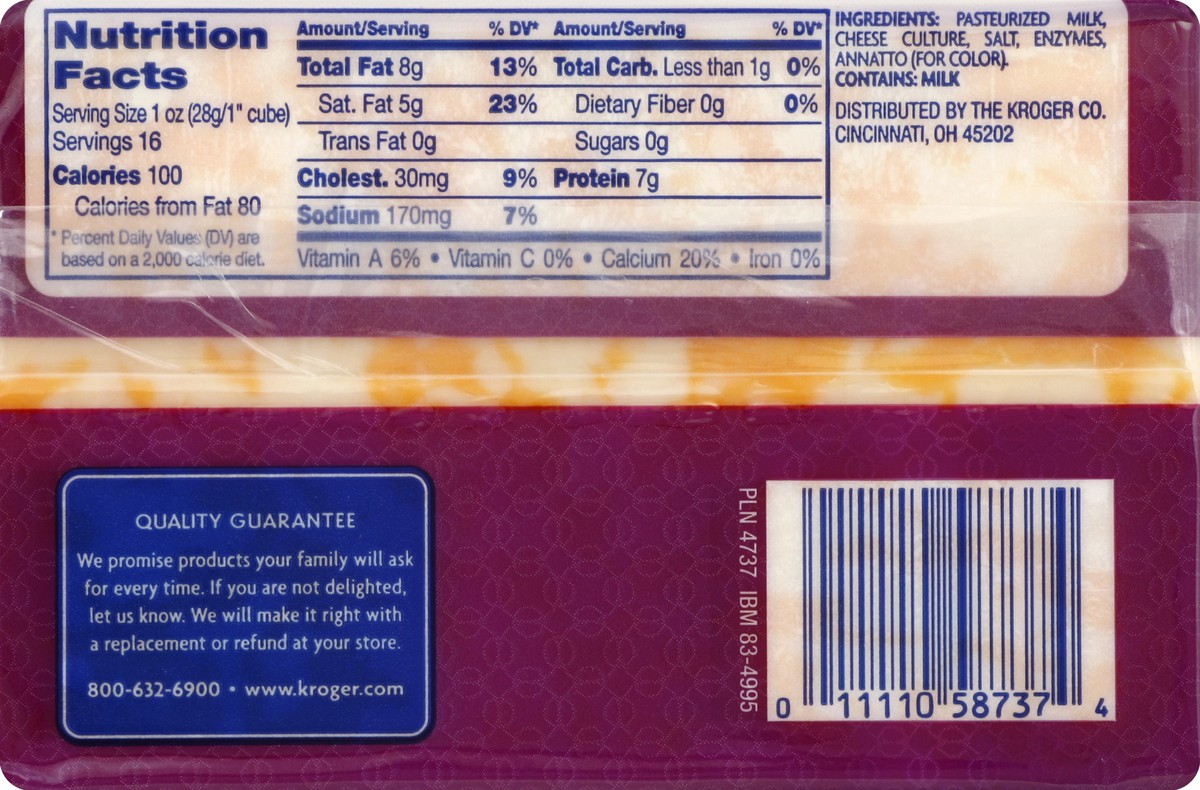 Nutrition
Facts
Serving Size 1 oz (28g/1" cube)
Servings 16
Calories 100
Calories from Fat 80
* Percent Daily Values (DV) are
based on a 2,000 calorie diet.
Amount/Serving % DV* Amount/Serving % DV*
Total Fat 8g 13% Total Carb. Less than 1g 0%
Sat. Fat 5g 23% Dietary Fiber 0g 0%
Trans Fat 0g Sugars 0g
Cholest. 30mg 9% Protein 7g
Sodium 170mg 7%
Vitamin A 6% • Vitamin C 0% • Calcium 20% • Iron 0%
INGREDIENTS: PASTEURIZED MILK,
CHEESE CULTURE, SALT, ENZYMES,
ANNATTO (FOR COLOR).
CONTAINS: MILK
DISTRIBUTED BY THE KROGER CO.
CINCINNATI, OH 45202
QUALITY GUARANTEE
We promise products your family will ask
for every time. If you are not delighted,
let us know. We will make it right with
a replacement or refund at your store.
800-632-6900 • www.kroger.com
PLN 4737 IBM 83-4995
0 11110 58737 4